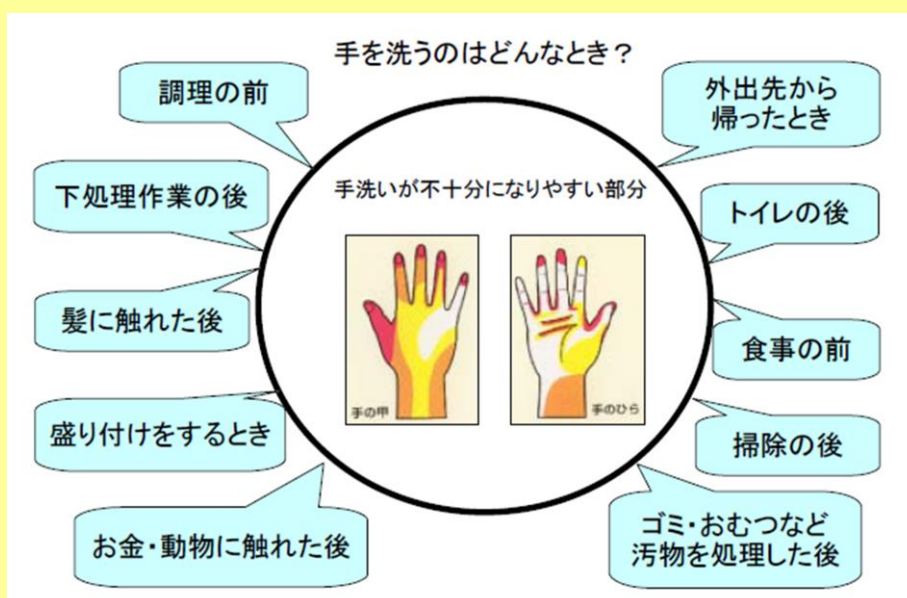 手を洗うのはどんなとき？
調理の前
下処理作業の後
髪に触れた後
盛り付けをするとき
お金・動物に触れた後
手洗いが不十分になりやすい部分
手の甲
手のひら
外出先から
帰ったとき
トイレの後
食事の前
掃除の後
ゴミ・おむつなど
汚物を処理した後